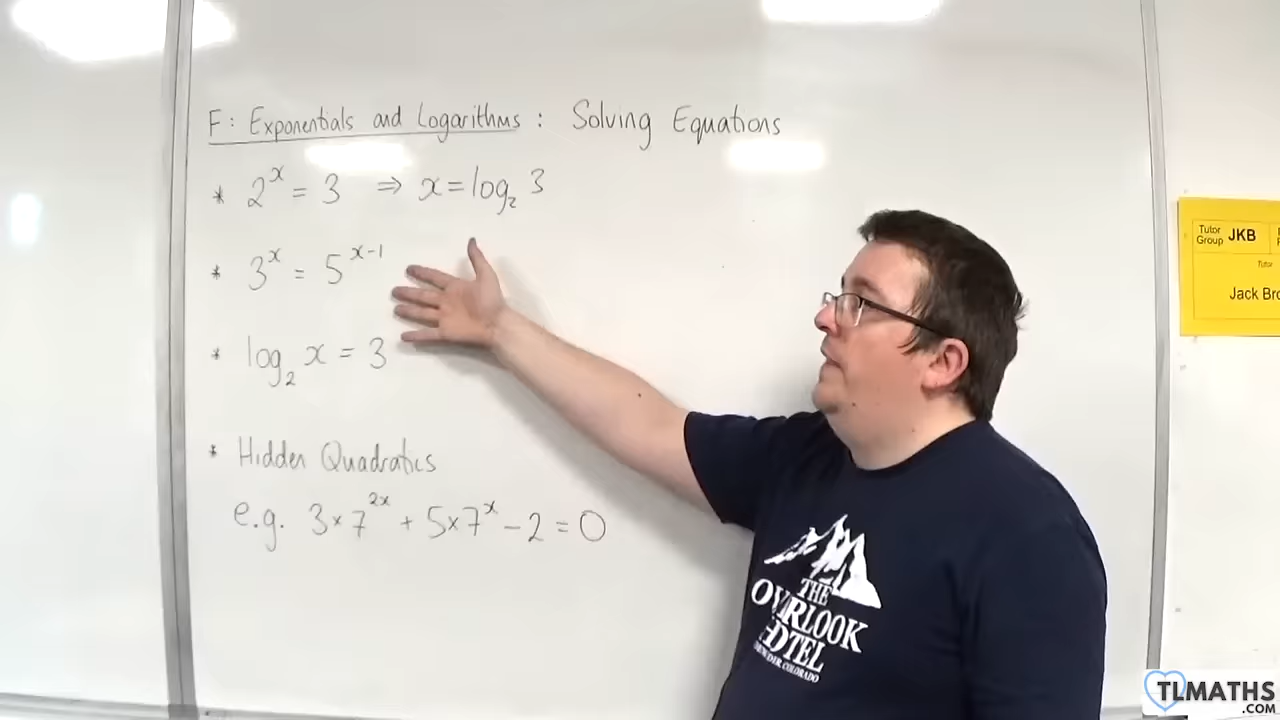 F: Exponentials and Logarithms : Solving Equations
* 2^x = 3 ⇒ x = log₂ 3
* 3^x = 5^(x-1)
* log₂ x = 3
* Hidden Quadratics
e.g. 3×7^(2x) + 5×7^x - 2 = 0
Tutor
Group JKB
Tutor
Jack
THE
OVERLOOK
HOTEL
COLORADO
TLMATHS
.COM